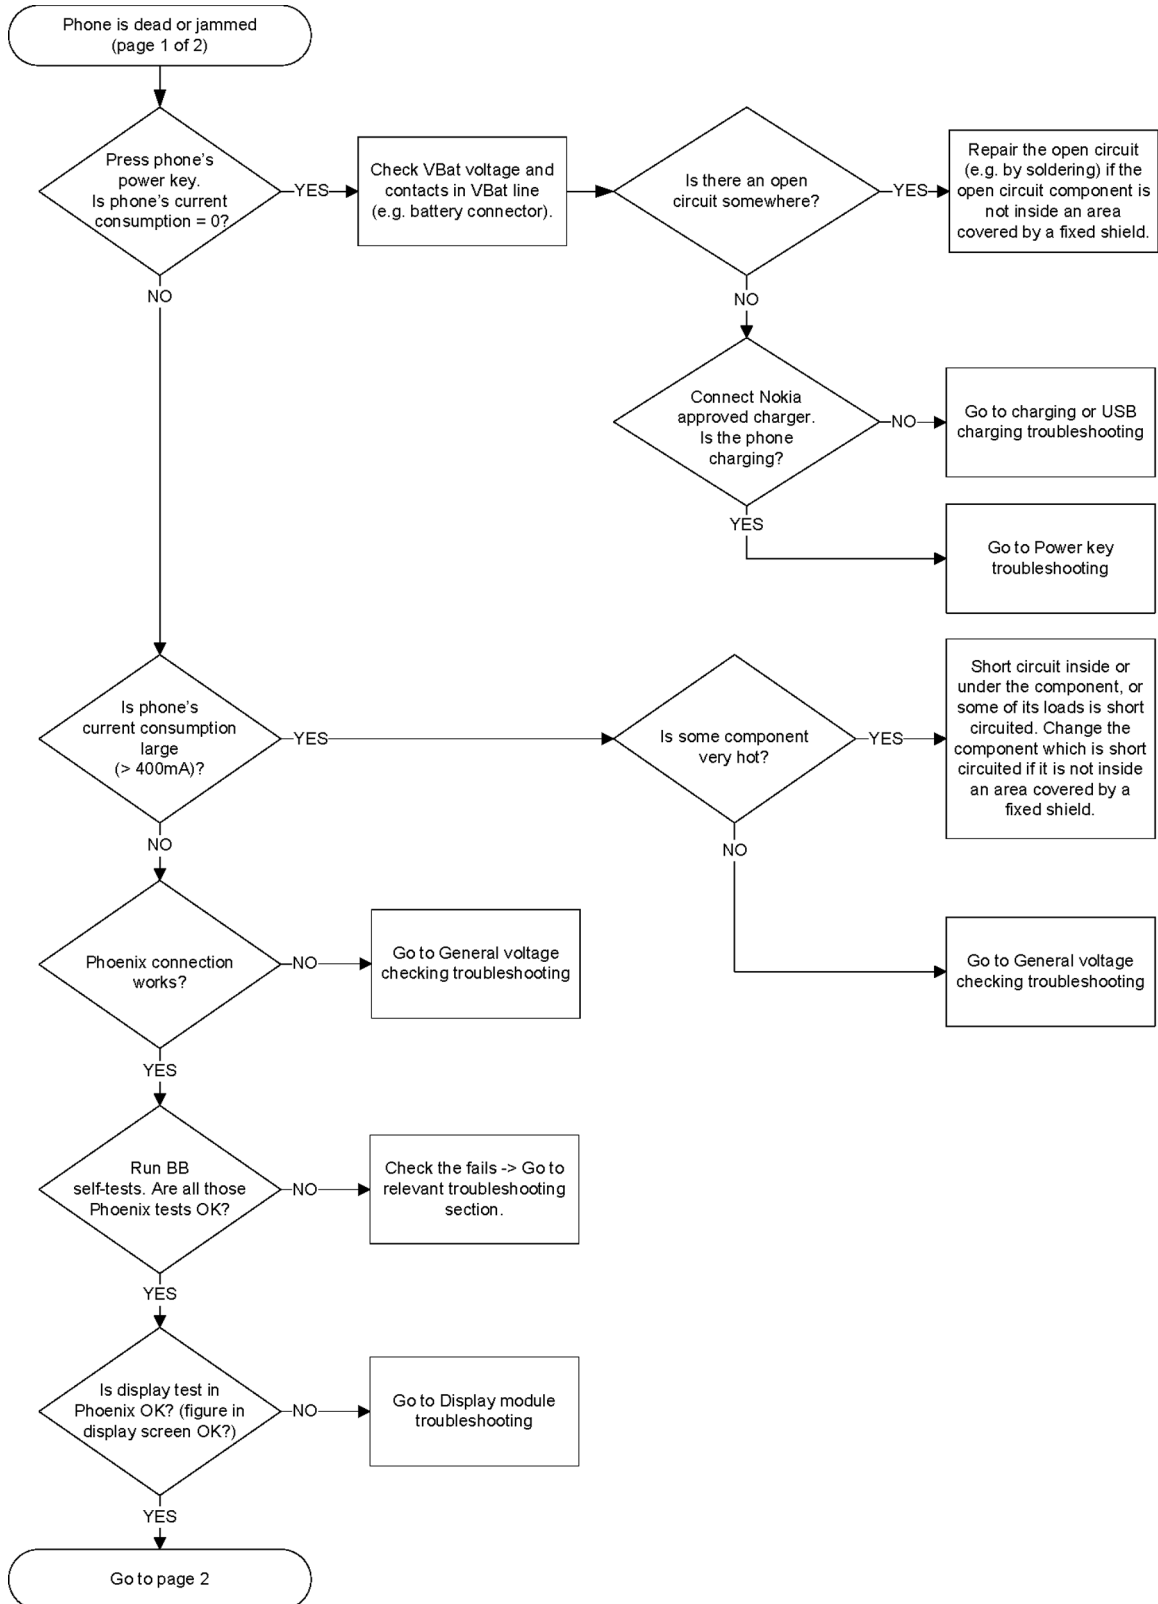 Phone is dead or jammed
(page 1 of 2)
Press phone's
power key.
Is phone's current
consumption = 0?
YES
Check VBat voltage and
contacts in VBat line
(e.g. battery connector).
Is there an open
circuit somewhere?
YES
Repair the open circuit
(e.g. by soldering) if the
open circuit component is
not inside an area
covered by a fixed shield.
NO
NO
Connect Nokia
approved charger.
Is the phone
charging?
NO
Go to charging or USB
charging troubleshooting
YES
Go to Power key
troubleshooting
Is phone's
current consumption
large
(> 400mA)?
YES
Is some component
very hot?
YES
Short circuit inside or
under the component, or
some of its loads is short
circuited. Change the
component which is short
circuited if it is not inside
an area covered by a
fixed shield.
NO
NO
Go to General voltage
checking troubleshooting
Phoenix connection
works?
NO
Go to General voltage
checking troubleshooting
YES
Run BB
self-tests. Are all those
Phoenix tests OK?
NO
Check the fails -> Go to
relevant troubleshooting
section.
YES
Is display test in
Phoenix OK? (figure in
display screen OK?)
NO
Go to Display module
troubleshooting
YES
Go to page 2